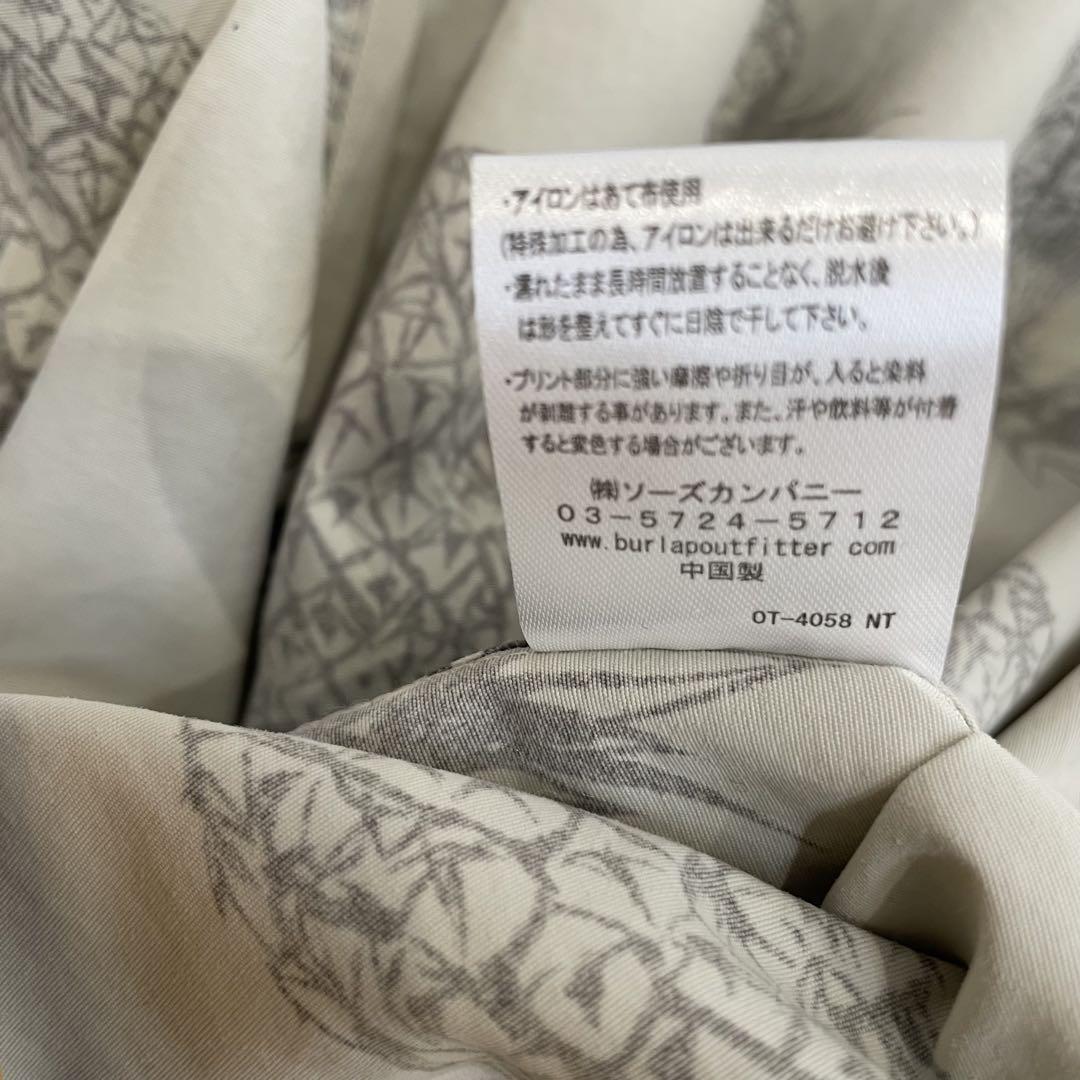 ・アイロンはあて布使用
(特殊加工の為、アイロンは出来るだけお避け下さい。)
・濡れたまま長時間放置することなく、脱水後
は形を整えてすぐに日陰で干して下さい。
・プリント部分に強い摩擦や折り目が、入ると染料
が剥離する事があります。また、汗や飲料等が付着
すると変色する場合がございます。
㈱ソーズカンパニー
03-5724-5712
www.burlapoutfitter com
中国製
OT-4058 NT